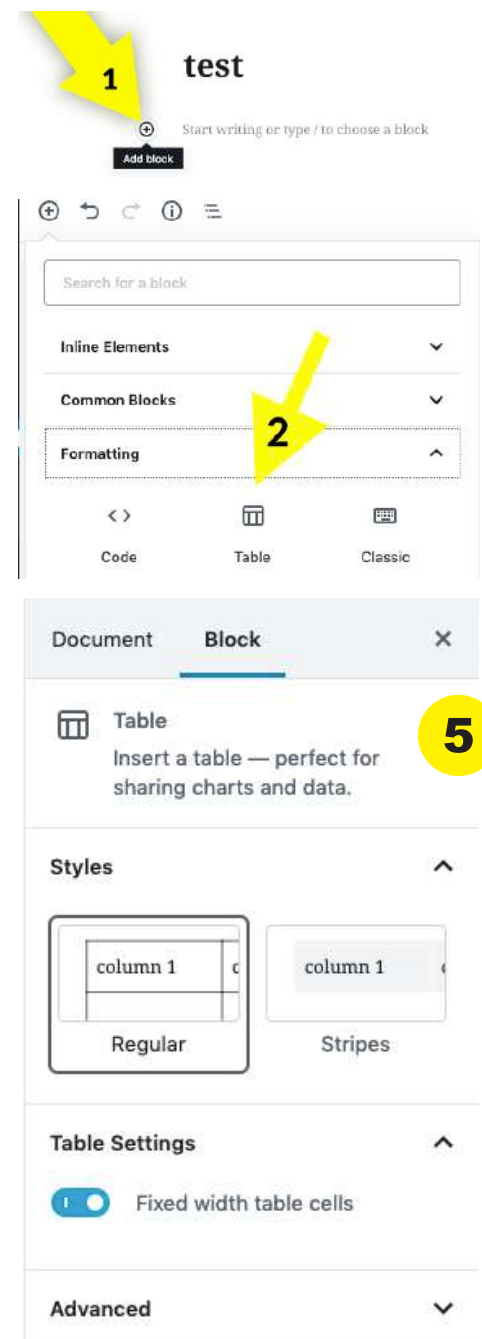 1
test
Start writing or type / to choose a block
Add block
Search for a block
Inline Elements
Common Blocks
2
Formatting
Code Table Classic
Document Block
Table
5
Insert a table — perfect for
sharing charts and data.
Styles
column 1 column 1
Regular Stripes
Table Settings
Fixed width table cells
Advanced